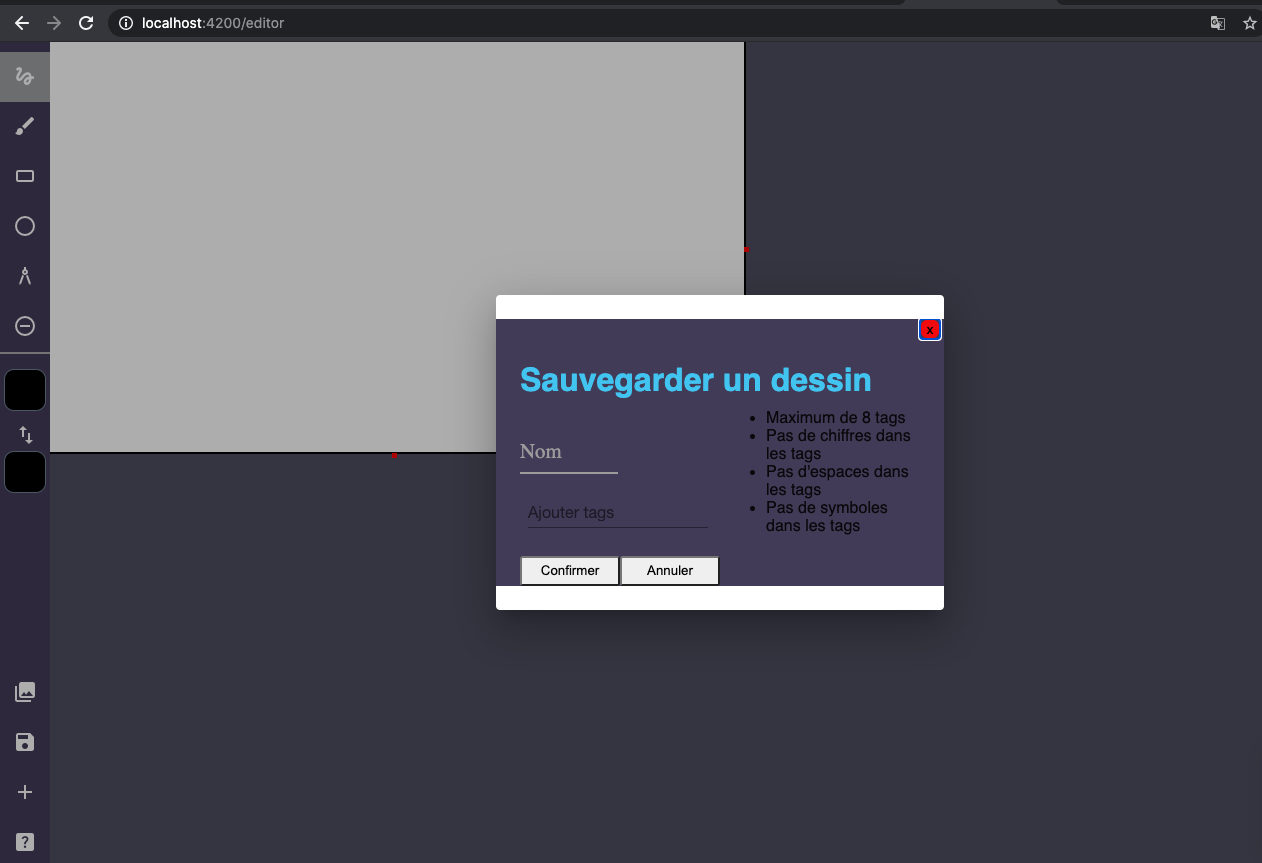 localhost:4200/editor
x
Sauvegarder un dessin
Nom
Ajouter tags
Maximum de 8 tags
Pas de chiffres dans
les tags
Pas d'espaces dans
les tags
Pas de symboles
dans les tags
Confirmer
Annuler
?